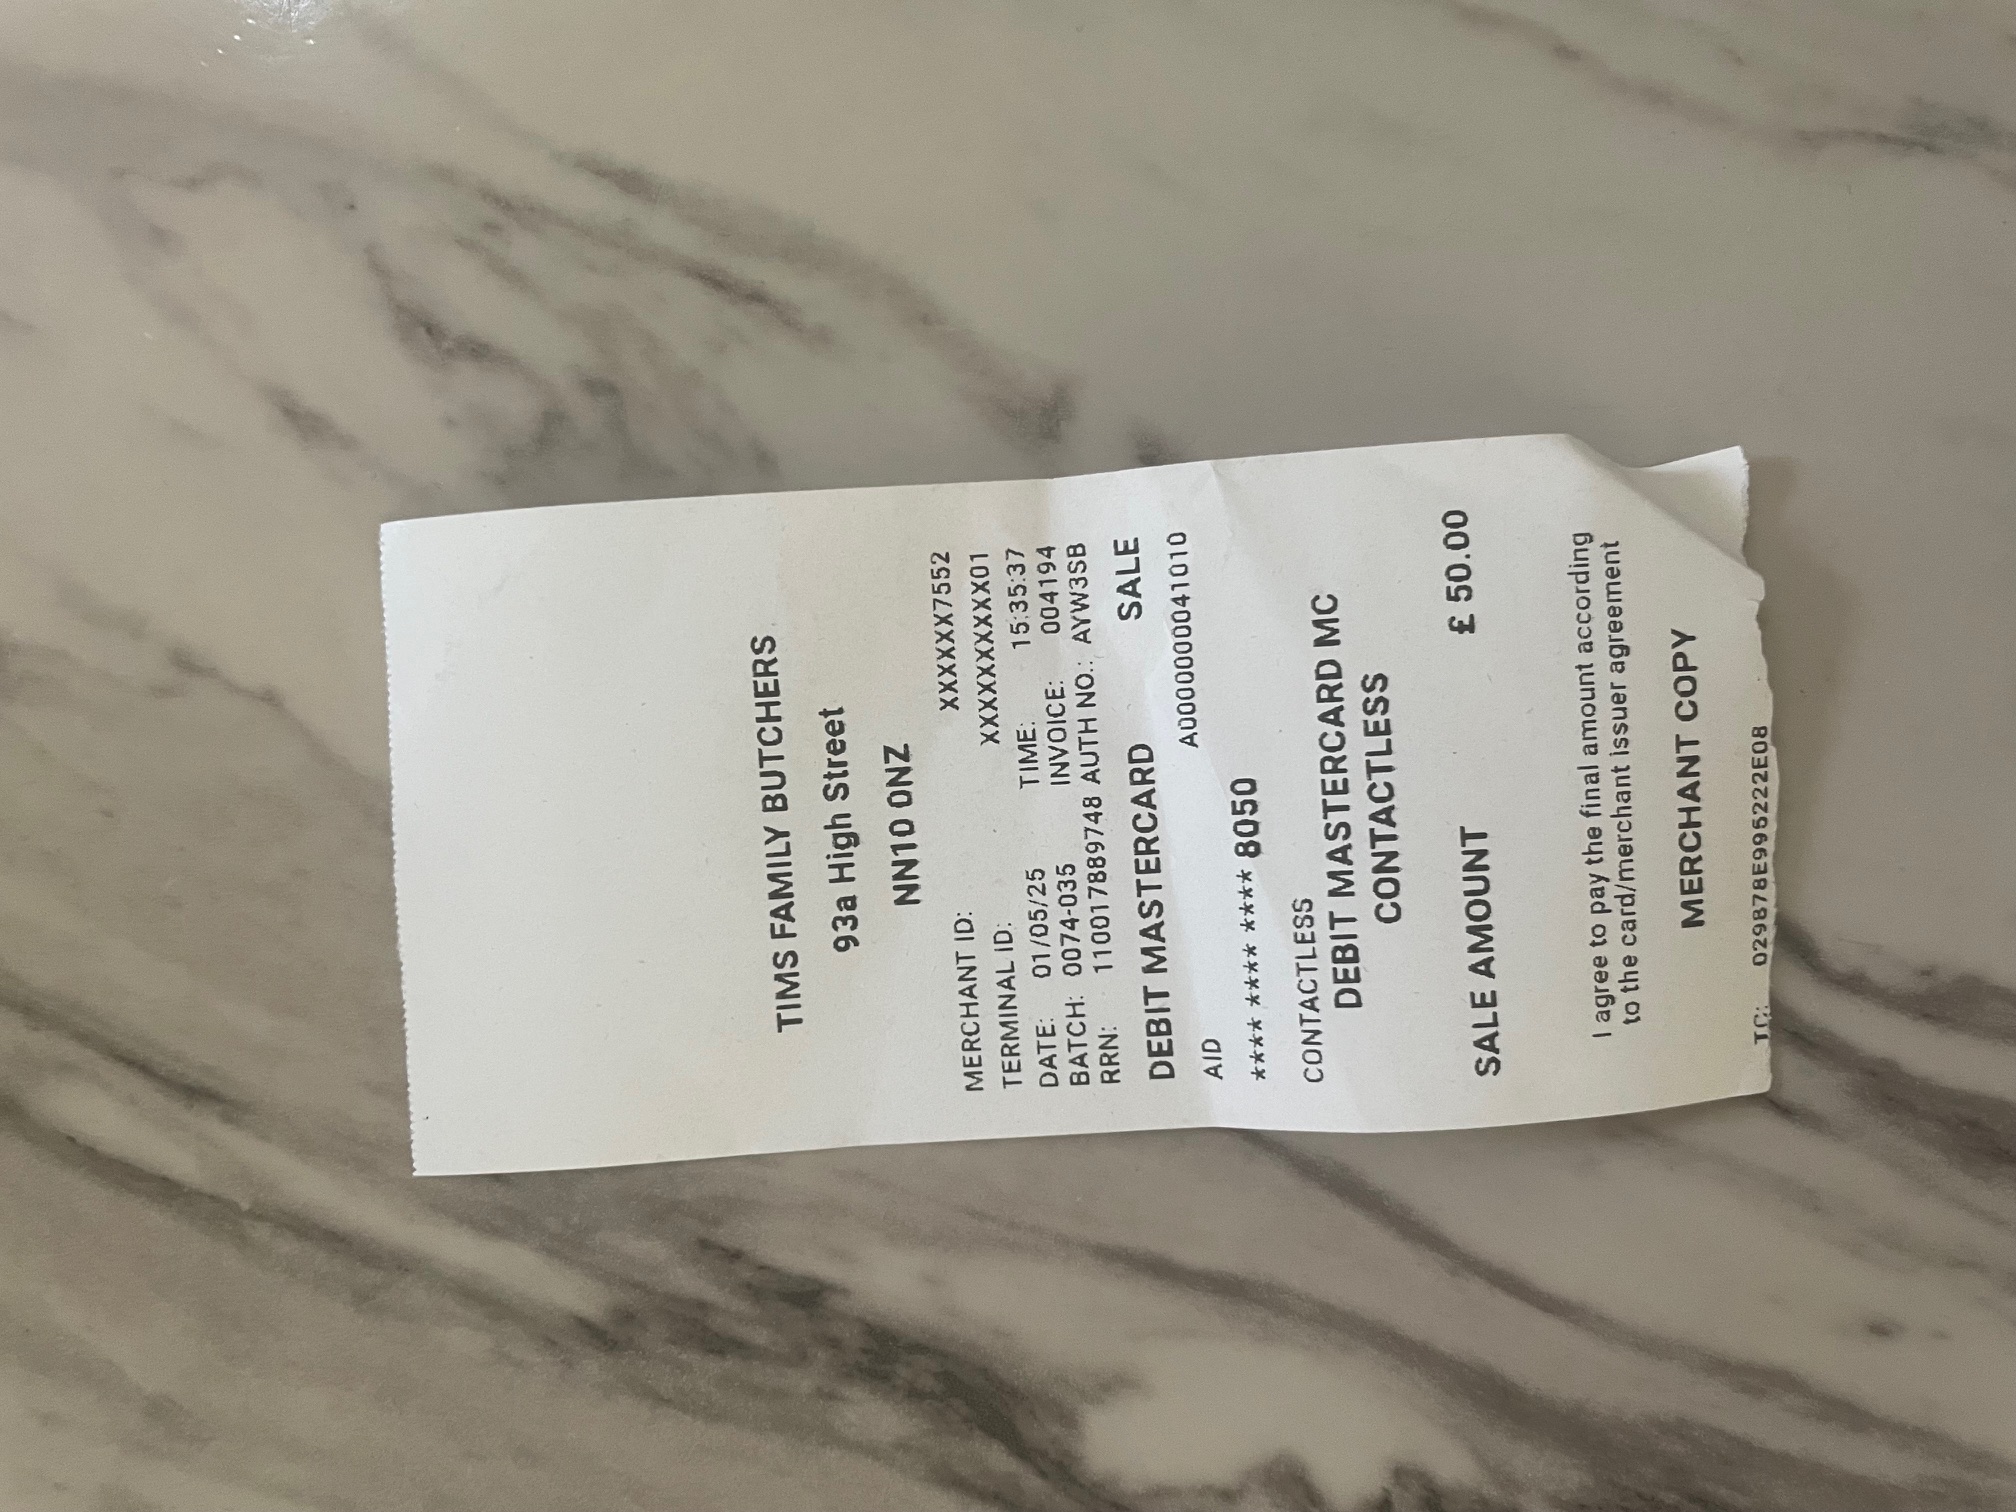 TIMS FAMILY BUTCHERS
93a High Street
NN10 0NZ
MERCHANT ID: XXXXXX7552
TERMINAL ID: XXXXXXXXXX01
DATE: 01/05/25 TIME: 15:35:37
BATCH: 0074-035 INVOICE: 004194
RRN: 110017889748 AUTH NO.: AYW3SB
DEBIT MASTERCARD SALE
AID A0000000041010
**** **** **** 8050
CONTACTLESS
DEBIT MASTERCARD MC
CONTACTLESS
SALE AMOUNT £ 50.00
I agree to pay the final amount according
to the card/merchant issuer agreement
MERCHANT COPY
TC: 029878E995222E08